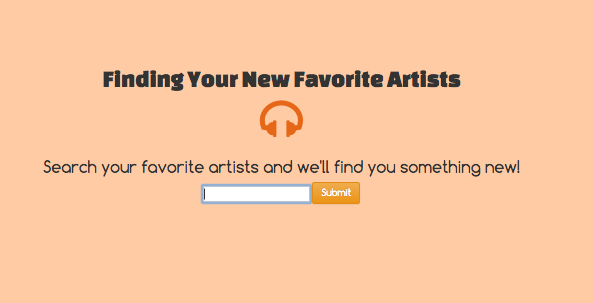 Finding Your New Favorite Artists
Search your favorite artists and we'll find you something new!
Submit